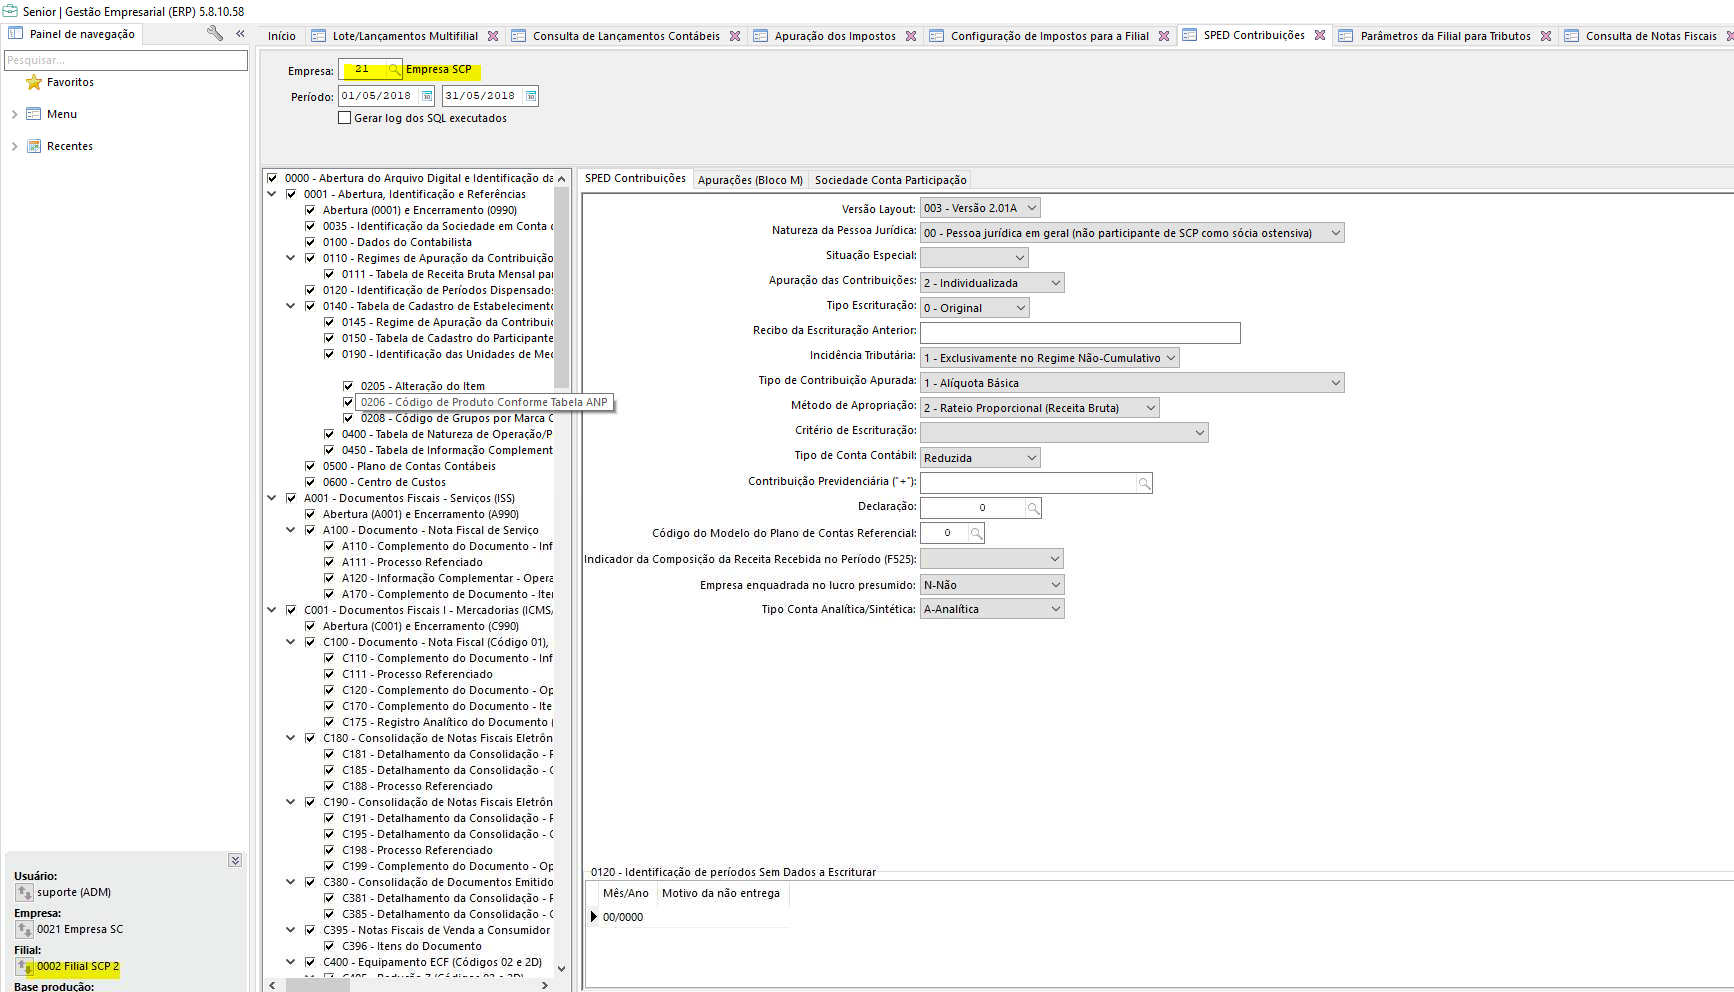 Senior | Gestão Empresarial (ERP) 5.8.10.58
Painel de navegação
Início
Lote/Lançamentos Multifilial
Consulta de Lançamentos Contábeis
Apuração dos Impostos
Configuração de Impostos para a Filial
SPED Contribuições
Parâmetros da Filial para Tributos
Consulta de Notas Fiscais
Pesquisar...
Favoritos
Menu
Recentes
Empresa: 21 Empresa SCP
Período: 01/05/2018 31/05/2018
Gerar log dos SQL executados
0000 - Abertura do Arquivo Digital e Identificação da
0001 - Abertura, Identificação e Referências
Abertura (0001) e Encerramento (0990)
0035 - Identificação da Sociedade em Conta
0100 - Dados do Contabilista
0110 - Regimes de Apuração da Contribuição
0111 - Tabela de Receita Bruta Mensal pa
0120 - Identificação de Períodos Dispensados
0140 - Tabela de Cadastro de Estabelecimento
0145 - Regime de Apuração da Contribui
0150 - Tabela de Cadastro do Participante
0190 - Identificação das Unidades de Med
0205 - Alteração do Item
0206 - Código de Produto Conforme Tabela ANP
0208 - Código de Grupos por Marca C
0400 - Tabela de Natureza de Operação/P
0450 - Tabela de Informação Complement
0500 - Plano de Contas Contábeis
0600 - Centro de Custos
A001 - Documentos Fiscais - Serviços (ISS)
Abertura (A001) e Encerramento (A990)
A100 - Documento - Nota Fiscal de Serviço
A110 - Complemento do Documento - Inf
A111 - Processo Refenciado
A120 - Informação Complementar - Opera
A170 - Complemento de Documento - Ite
C001 - Documentos Fiscais I - Mercadorias (ICMS/
Abertura (C001) e Encerramento (C990)
C100 - Documento - Nota Fiscal (Código 01),
C110 - Complemento do Documento - Inf
C111 - Processo Referenciado
C120 - Complemento do Documento - Op
C170 - Complemento do Documento - Ite
C175 - Registro Analítico do Documento (
C180 - Consolidação de Notas Fiscais Eletrôn
C181 - Detalhamento da Consolidação - P
C185 - Detalhamento da Consolidação - C
C188 - Processo Referenciado
C190 - Consolidação de Notas Fiscais Eletrôn
C191 - Detalhamento da Consolidação - P
C195 - Detalhamento da Consolidação - C
C198 - Processo Referenciado
C199 - Complemento do Documento - Op
C380 - Consolidação de Documentos Emitido
C381 - Detalhamento da Consolidação - P
C385 - Detalhamento da Consolidação - C
C395 - Notas Fiscais de Venda a Consumidor
C396 - Itens do Documento
C400 - Equipamento ECF (Códigos 02 e 2D)
SPED Contribuições
Apurações (Bloco M)
Sociedade Conta Participação
Versão Layout: 003 - Versão 2.01A
Natureza da Pessoa Jurídica: 00 - Pessoa jurídica em geral (não participante de SCP como sócia ostensiva)
Situação Especial:
Apuração das Contribuições: 2 - Individualizada
Tipo Escrituração: 0 - Original
Recibo da Escrituração Anterior:
Incidência Tributária: 1 - Exclusivamente no Regime Não-Cumulativo
Tipo de Contribuição Apurada: 1 - Alíquota Básica
Método de Apropriação: 2 - Rateio Proporcional (Receita Bruta)
Critério de Escrituração:
Tipo de Conta Contábil: Reduzida
Contribuição Previdenciária ("+"):
Declaração: 0
Código do Modelo do Plano de Contas Referencial: 0
Indicador da Composição da Receita Recebida no Período (F525):
Empresa enquadrada no lucro presumido: N-Não
Tipo Conta Analítica/Sintética: A-Analítica
0120 - Identificação de períodos Sem Dados a Escriturar
Mês/Ano Motivo da não entrega
00/0000
Usuário:
suporte (ADM)
Empresa:
0021 Empresa SC
Filial:
0002 Filial SCP 2
Base produção: